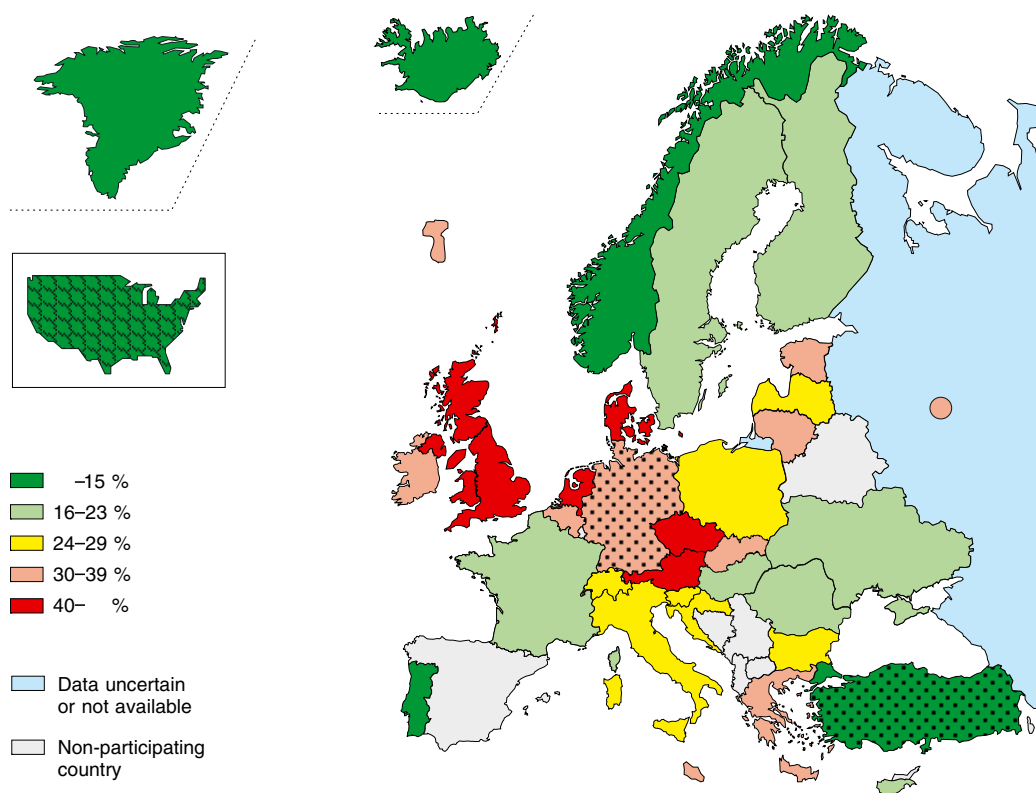 –15 %
16–23 %
24–29 %
30–39 %
40– %
Data uncertain
or not available
Non-participating
country